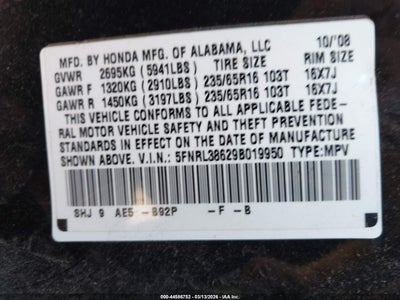 MFD. BY HONDA MFG. OF ALABAMA, LLC 10/'08
GVWR 2695KG (5941LBS) TIRE SIZE RIM SIZE
GAWR F 1320KG (2910LBS) 235/65R16 103T 16X7J
GAWR R 1450KG (3197LBS) 235/65R16 103T 16X7J
THIS VEHICLE CONFORMS TO ALL APPLICABLE FEDE-
RAL MOTOR VEHICLE SAFETY AND THEFT PREVENTION
STANDARDS IN EFFECT ON THE DATE OF MANUFACTURE
SHOWN ABOVE. V.I.N.: 5FNRL38629B019950 TYPE:MPV
SHJ 9 AE5 -B92P -F -B
000-44586752 - 03/13/2026 - IAA Inc.